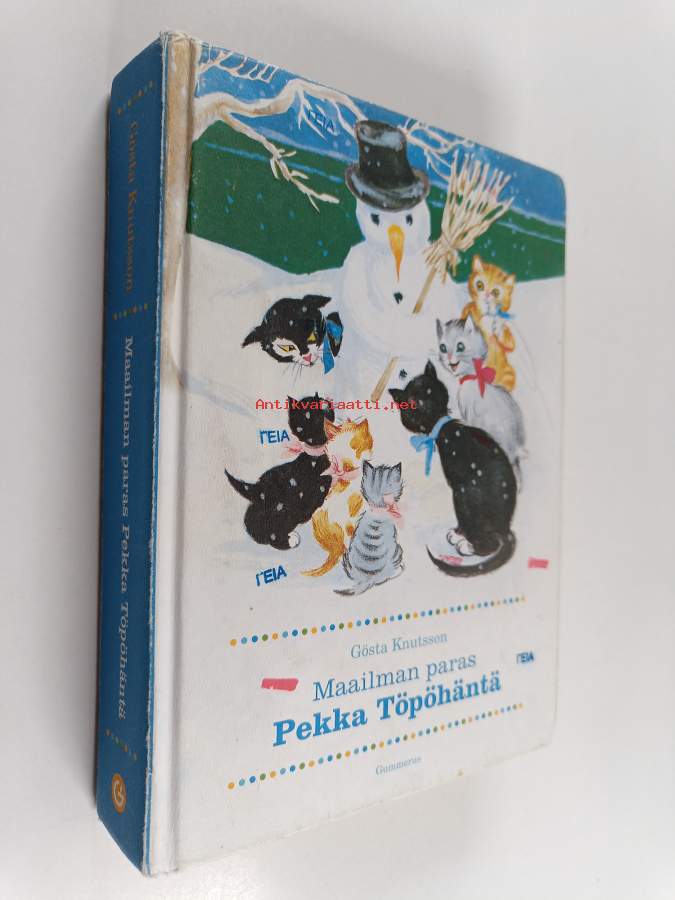 Gösta Knutsson
Maailman paras Pekka Töpöhäntä
ΓΕΙΑ
Antikvariaatti.net
ΓΕΙΑ
ΓΕΙΑ
Gösta Knutsson
Maailman paras
ΓΕΙΑ
Pekka Töpöhäntä
Gummerus